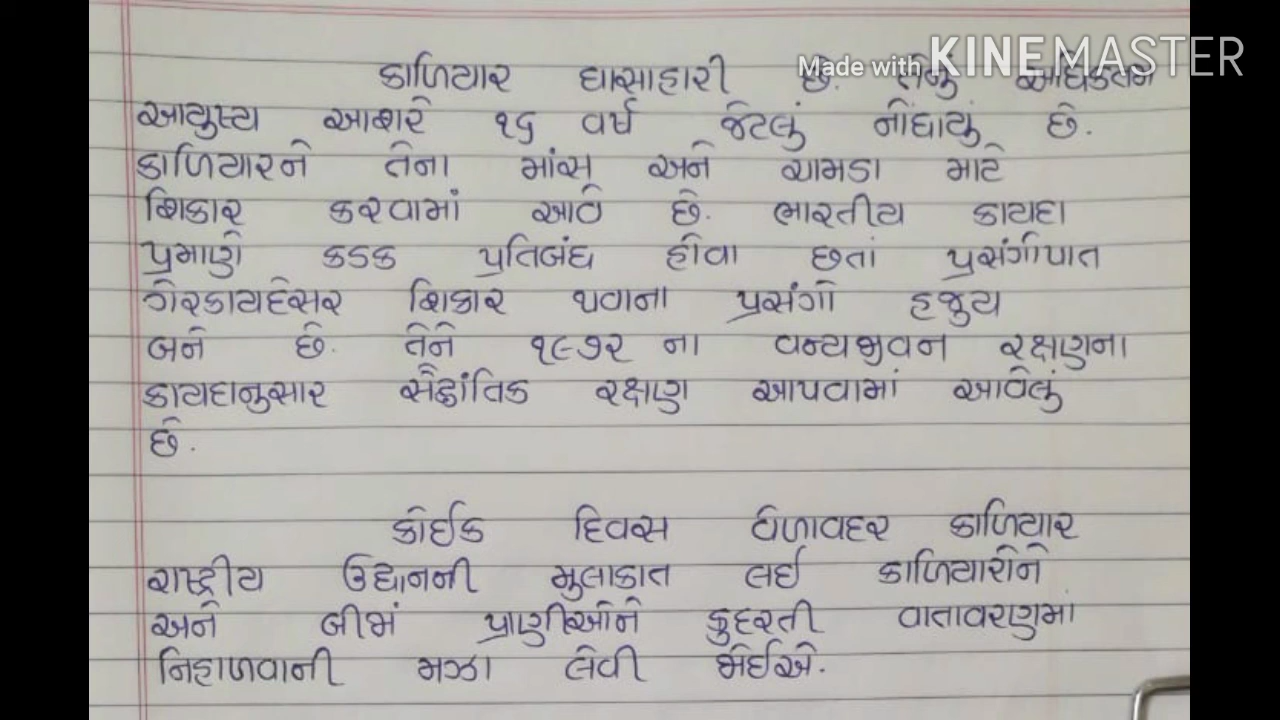 Made with KINEMASTER
કાળિયાર ઘાસાહારી છે. તેનુ અધિકતમ
આયુષ્ય આશરે ૧૬ વર્ષ જેટલું નોંધાયું છે.
કાળિયારને તેના માંસ અને ચામડા માટે
શિકાર કરવામાં આવે છે. ભારતીય કાયદા
પ્રમાણે કડક પ્રતિબંધ હોવા છતાં પ્રસંગોપાત
ગેરકાયદેસર શિકાર થવાના પ્રસંગો હજુય
બને છે. તેને ૧૯૭૨ ના વન્યજીવન રક્ષણના
કાયદાનુસાર સૈદ્ધાંતિક રક્ષણ આપવામાં આવેલું
છે.
કોઈક દિવસ વેળાવદર કાળિયાર
રાષ્ટ્રીય ઉદ્યાનની મુલાકાત લઈ કાળિયારોને
અને બીજાં પ્રાણીઓને કુદરતી વાતાવરણમાં
નિહાળવાની મઝા લેવી જોઈએ.